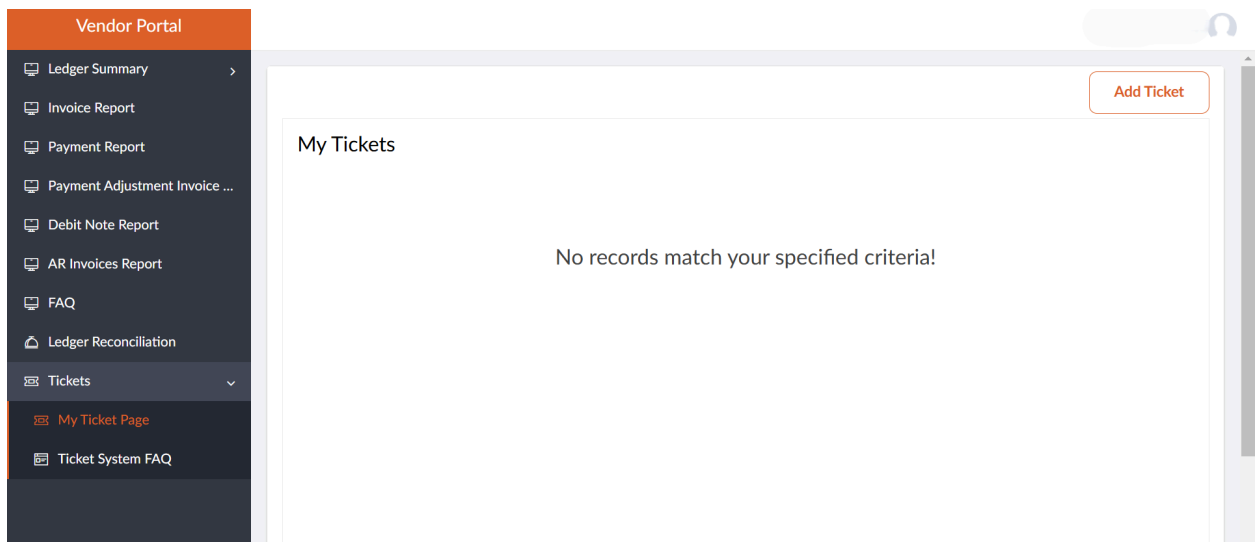 Vendor Portal
Ledger Summary
Invoice Report
Payment Report
Payment Adjustment Invoice ...
Debit Note Report
AR Invoices Report
FAQ
Ledger Reconciliation
Tickets
My Ticket Page
Ticket System FAQ
Add Ticket
My Tickets
No records match your specified criteria!